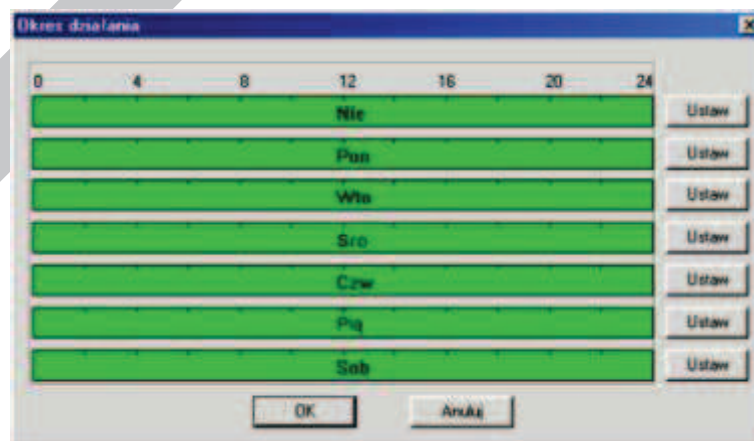 Okres działania
0 4 8 12 16 20 24
Nie Ustaw
Pon Ustaw
Wto Ustaw
Sro Ustaw
Czw Ustaw
Pią Ustaw
Sob Ustaw
OK Anuluj